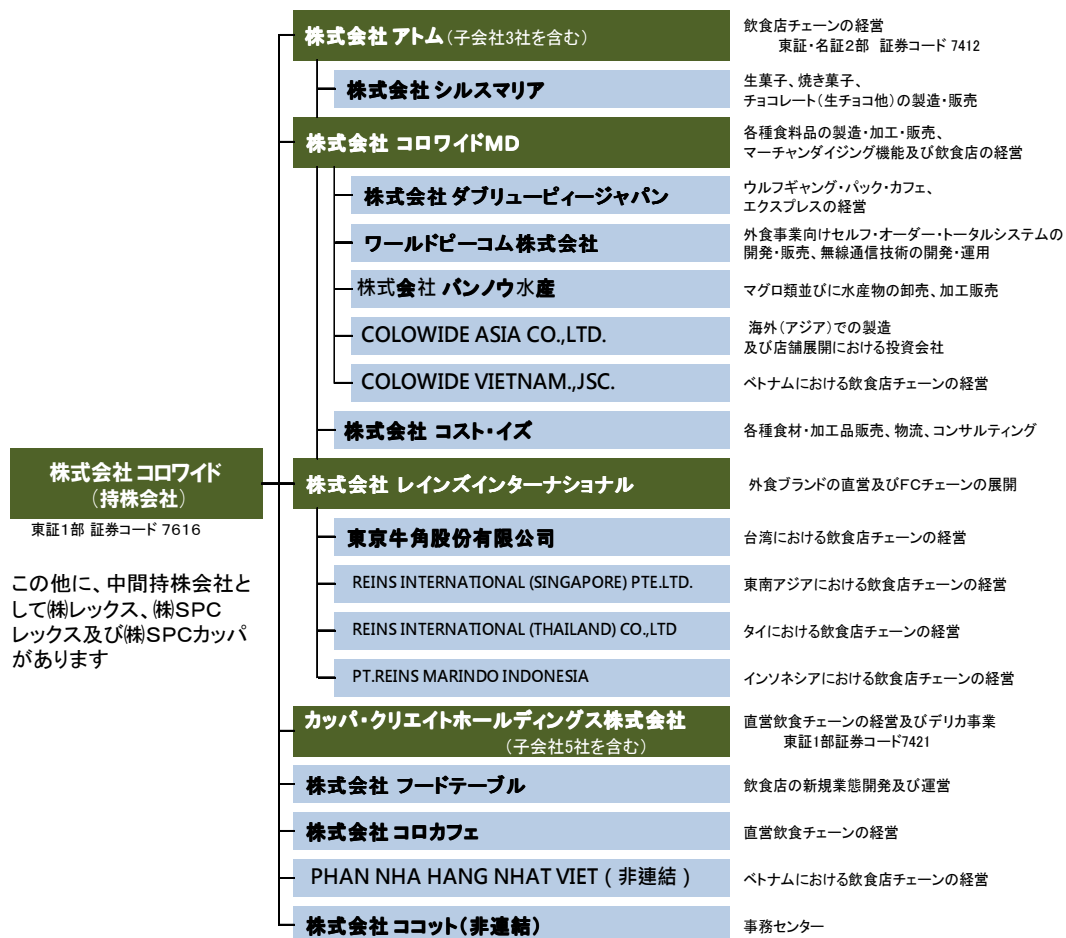 株式会社 アトム(子会社3社を含む)
飲食店チェーンの経営
東証・名証2部 証券コード 7412
株式会社 シルスマリア
生菓子、焼き菓子、
チョコレート(生チョコ他)の製造・販売
株式会社 コロワイドMD
各種食料品の製造・加工・販売、
マーチャンダイジング機能及び飲食店の経営
株式会社 ダブリューピィージャパン
ウルフギャング・パック・カフェ、
エクスプレスの経営
ワールドピーコム株式会社
外食事業向けセルフ・オーダー・トータルシステムの
開発・販売、無線通信技術の開発・運用
株式会社 バンノウ水産
マグロ類並びに水産物の卸売、加工販売
COLOWIDE ASIA CO.,LTD.
海外(アジア)での製造
及び店舗展開における投資会社
COLOWIDE VIETNAM.,JSC.
ベトナムにおける飲食店チェーンの経営
株式会社 コスト・イズ
各種食材・加工品販売、物流、コンサルティング
株式会社 コロワイド
(持株会社)
東証1部 証券コード 7616
この他に、中間持株会社と
して㈱レックス、㈱SPC
レックス及び㈱SPCカッパ
があります
株式会社 レインズインターナショナル
外食ブランドの直営及びFCチェーンの展開
東京牛角股份有限公司
台湾における飲食店チェーンの経営
REINS INTERNATIONAL (SINGAPORE) PTE.LTD.
東南アジアにおける飲食店チェーンの経営
REINS INTERNATIONAL (THAILAND) CO.,LTD
タイにおける飲食店チェーンの経営
PT.REINS MARINDO INDONESIA
インソネシアにおける飲食店チェーンの経営
カッパ・クリエイトホールディングス株式会社
(子会社5社を含む)
直営飲食チェーンの経営及びデリカ事業
東証1部証券コード7421
株式会社 フードテーブル
飲食店の新規業態開発及び運営
株式会社 コロカフェ
直営飲食チェーンの経営
PHAN NHA HANG NHAT VIET ( 非連結 )
ベトナムにおける飲食店チェーンの経営
株式会社 ココット(非連結)
事務センター